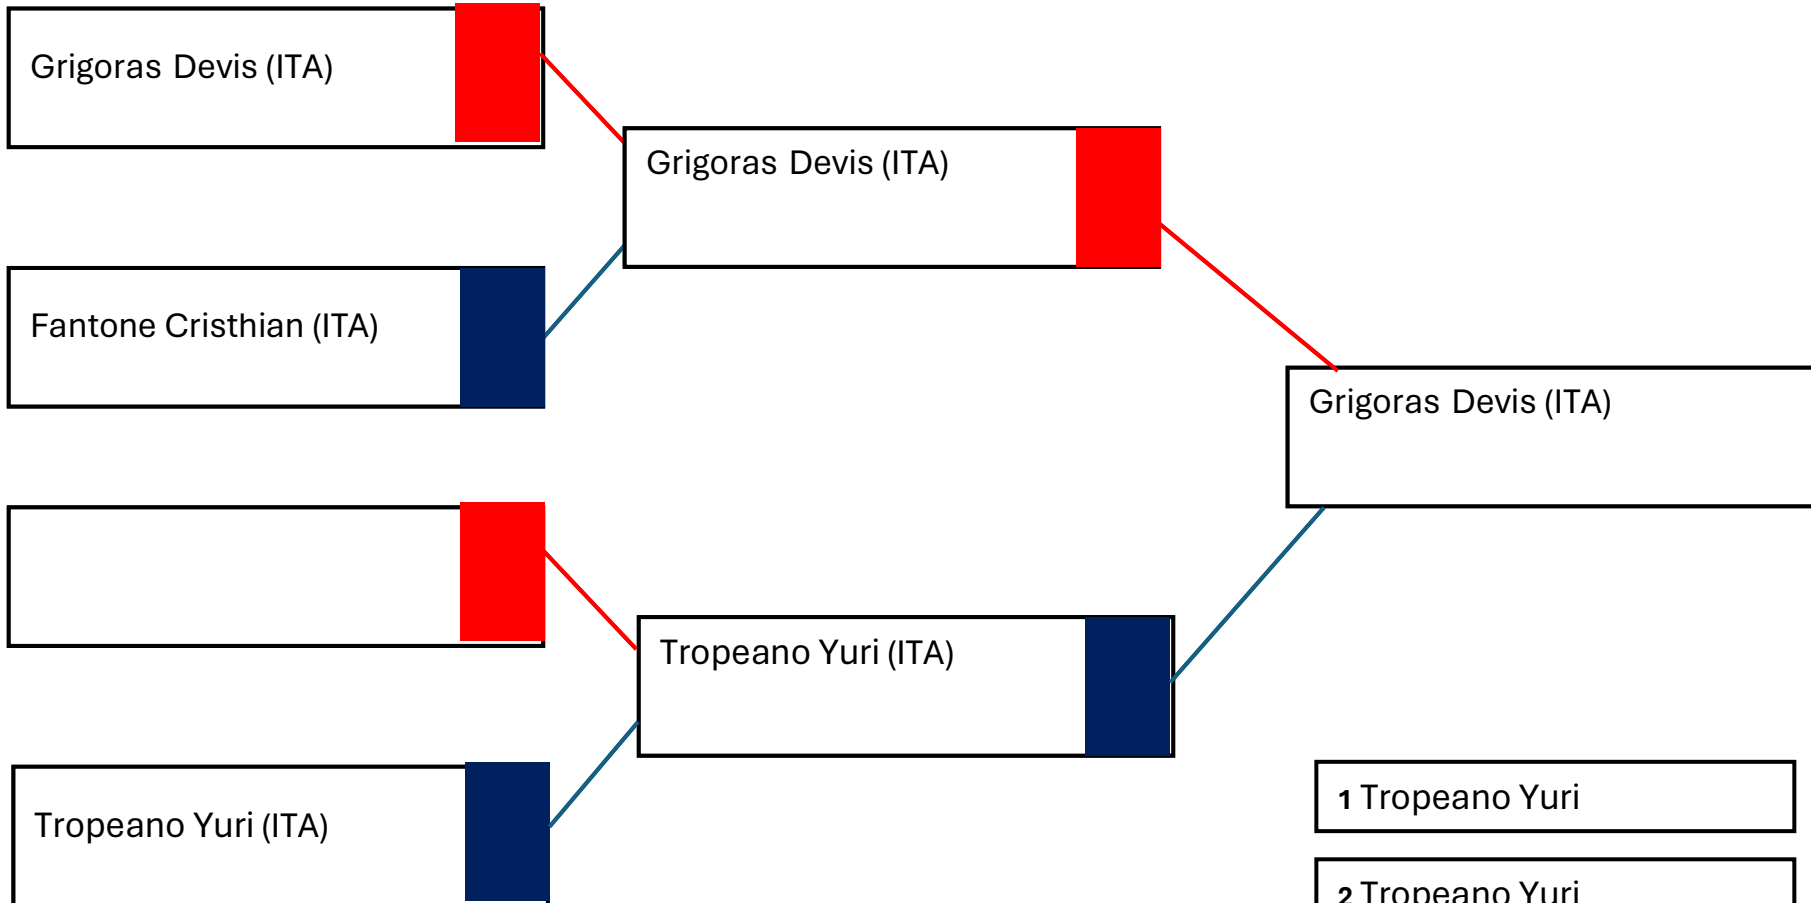 Grigoras Devis (ITA)
Grigoras Devis (ITA)
Fantone Cristhian (ITA)
Grigoras Devis (ITA)
Tropeano Yuri (ITA)
Tropeano Yuri (ITA)
1 Tropeano Yuri
2 Tropeano Yuri